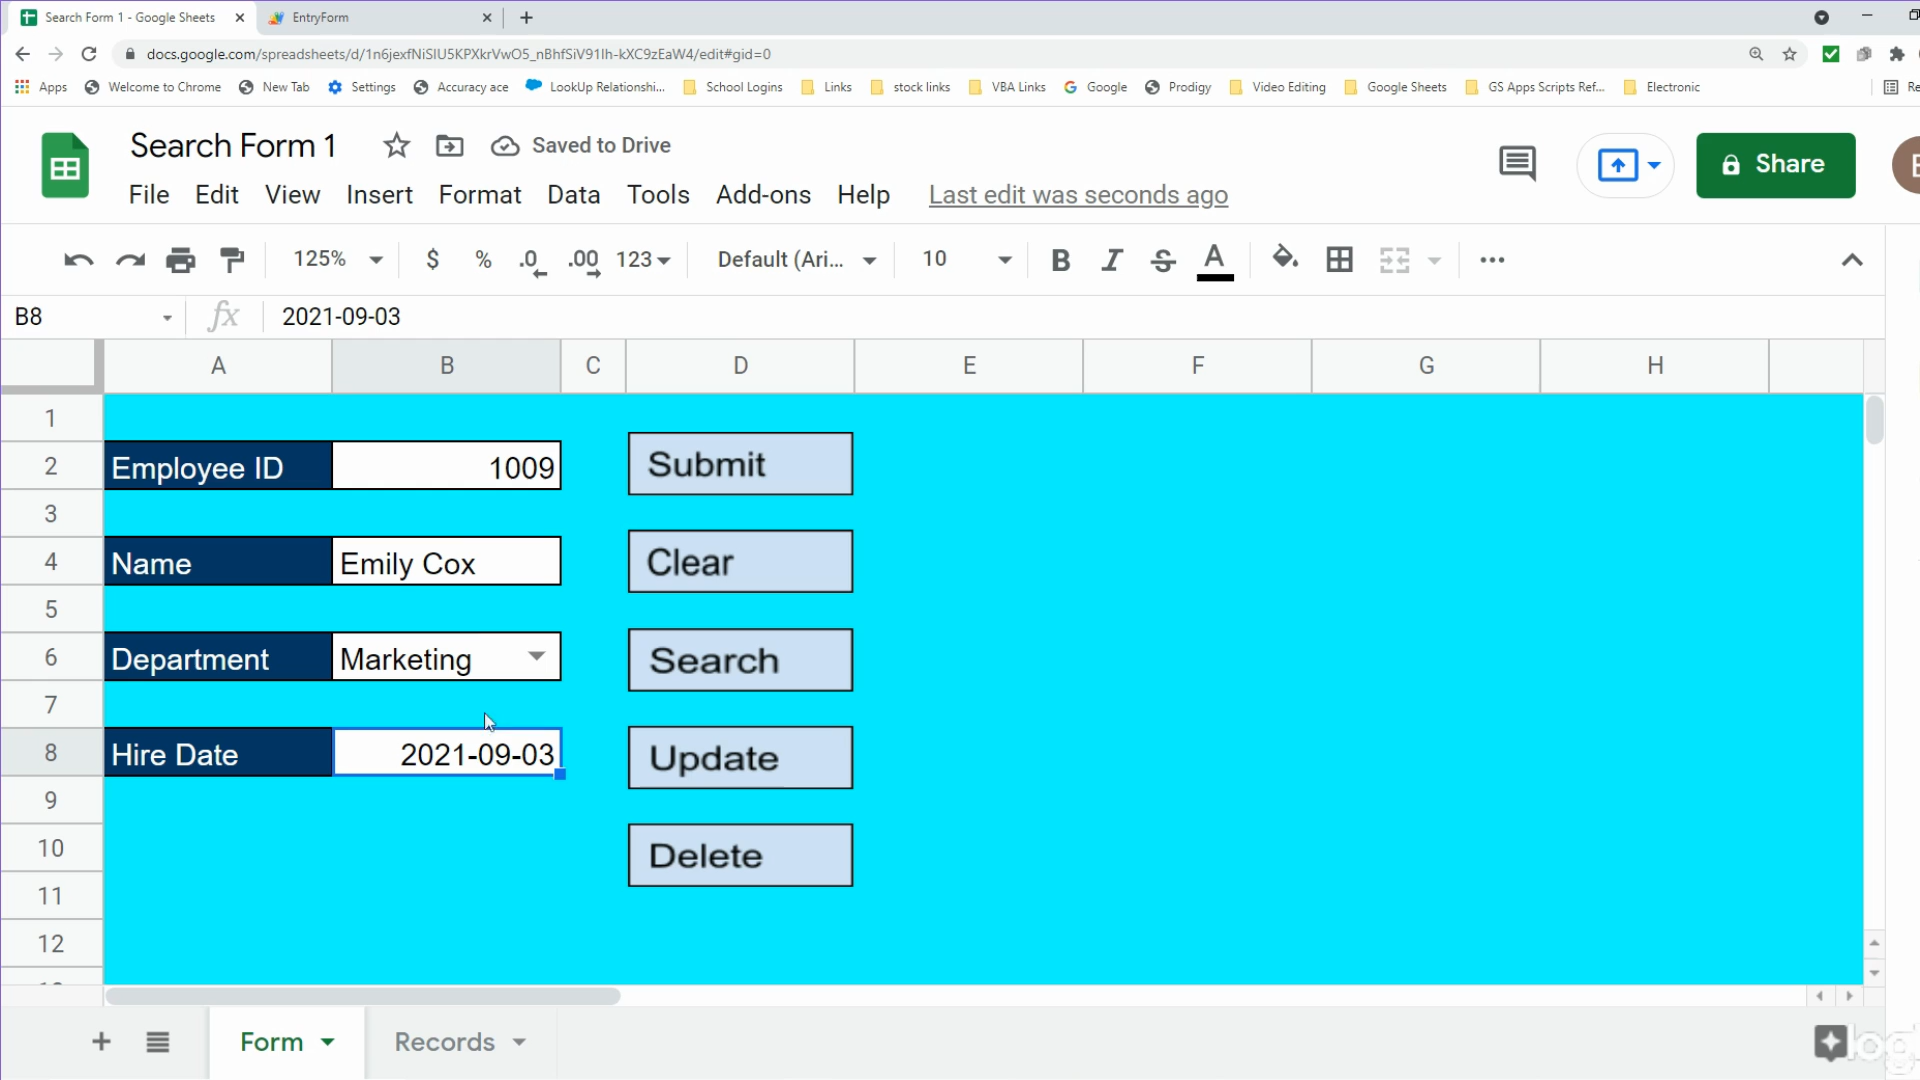 Search Form 1 - Google Sheets
EntryForm
docs.google.com/spreadsheets/d/1n6jexfNiSlU5KPXkrVwO5_nBhfSiV91Ih-kXC9zEaW4/edit#gid=0
Apps Welcome to Chrome New Tab Settings Accuracy ace LookUp Relationshi... School Logins Links stock links VBA Links Google Prodigy Video Editing Google Sheets GS Apps Scripts Ref... Electronic Re
Search Form 1 Saved to Drive
Share
File Edit View Insert Format Data Tools Add-ons Help Last edit was seconds ago
125% $ % .0 .00 123 Default (Ari... 10 B I S A
B8 fx 2021-09-03
A B C D E F G H
1
2 Employee ID 1009 Submit
3
4 Name Emily Cox Clear
5
6 Department Marketing Search
7
8 Hire Date 2021-09-03 Update
9
10 Delete
11
12
Form Records